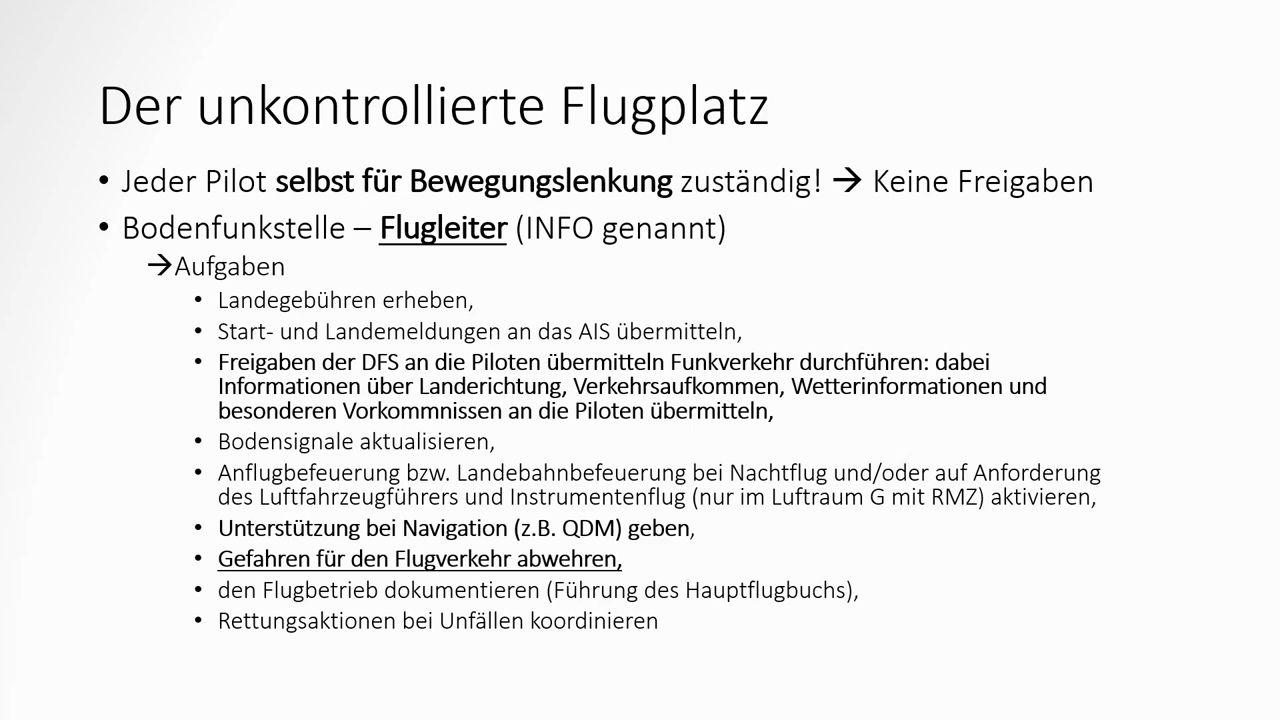 Der unkontrollierte Flugplatz
• Jeder Pilot selbst für Bewegungslenkung zuständig! → Keine Freigaben
• Bodenfunkstelle – Flugleiter (INFO genannt)
→Aufgaben
• Landegebühren erheben,
• Start- und Landemeldungen an das AIS übermitteln,
• Freigaben der DFS an die Piloten übermitteln Funkverkehr durchführen: dabei
Informationen über Landerichtung, Verkehrsaufkommen, Wetterinformationen und
besonderen Vorkommnissen an die Piloten übermitteln,
• Bodensignale aktualisieren,
• Anflugbefeuerung bzw. Landebahnbefeuerung bei Nachtflug und/oder auf Anforderung
des Luftfahrzeugführers und Instrumentenflug (nur im Luftraum G mit RMZ) aktivieren,
• Unterstützung bei Navigation (z.B. QDM) geben,
• Gefahren für den Flugverkehr abwehren,
• den Flugbetrieb dokumentieren (Führung des Hauptflugbuchs),
• Rettungsaktionen bei Unfällen koordinieren